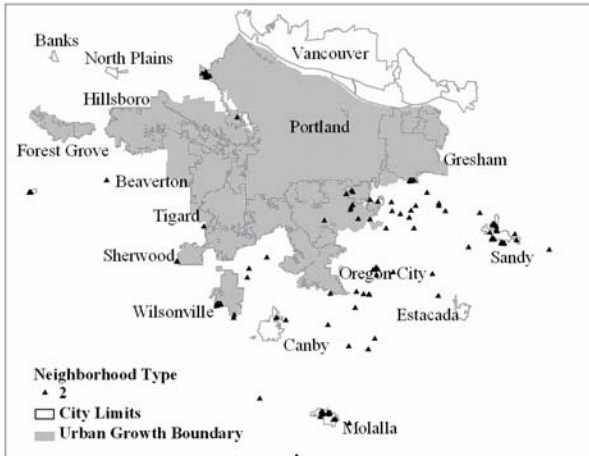 Banks
North Plains
Vancouver
Hillsboro
Portland
Forest Grove
Gresham
Beaverton
Tigard
Sherwood
Sandy
Oregon City
Wilsonville
Estacada
Canby
Neighborhood Type
2
City Limits
Molalla
Urban Growth Boundary